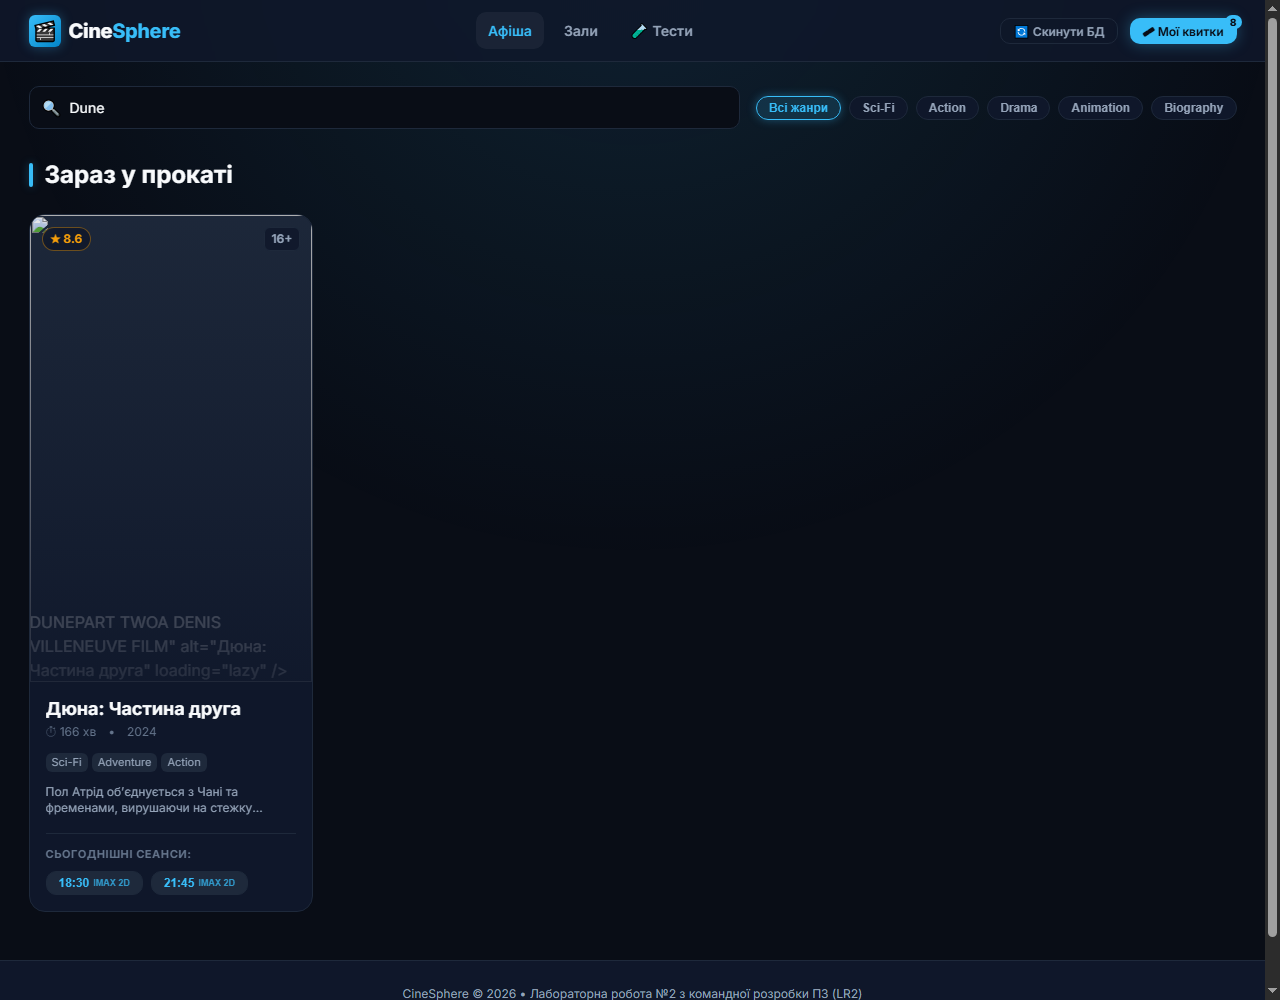 CineSphere
Афіша
Зали
Тести
Скинути БД
Мої квитки
8
Dune
Всі жанри
Sci-Fi
Action
Drama
Animation
Biography
Зараз у прокаті
★ 8.6
16+
DUNEPART TWOA DENIS
VILLENEUVE FILM" alt="Дюна:
Частина друга" loading="lazy" />
Дюна: Частина друга
166 хв • 2024
Sci-Fi
Adventure
Action
Пол Атрід об’єднується з Чані та
фременами, вирушаючи на стежку...
СЬОГОДНІШНІ СЕАНСИ:
18:30 IMAX 2D
21:45 IMAX 2D
CineSphere © 2026 • Лабораторна робота №2 з командної розробки ПЗ (LR2)